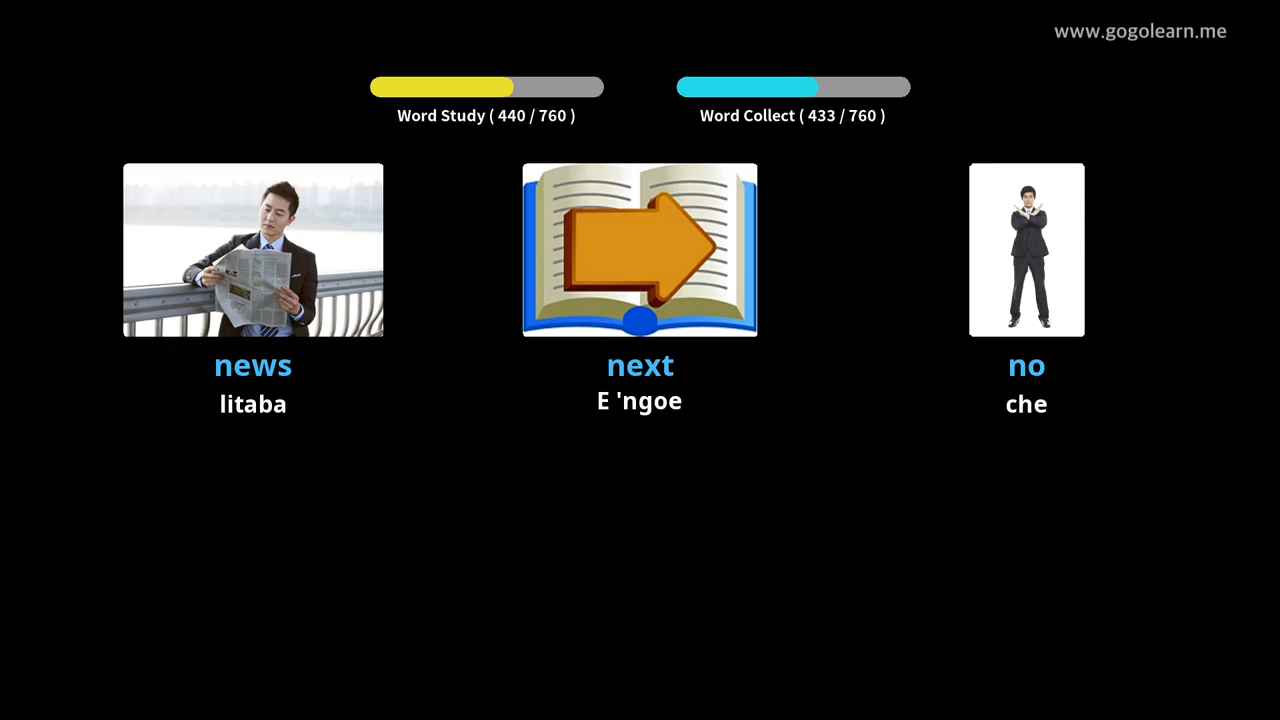 www.gogolearn.me
Word Study ( 440 / 760 )
Word Collect ( 433 / 760 )
news
litaba
next
E 'ngoe
no
che